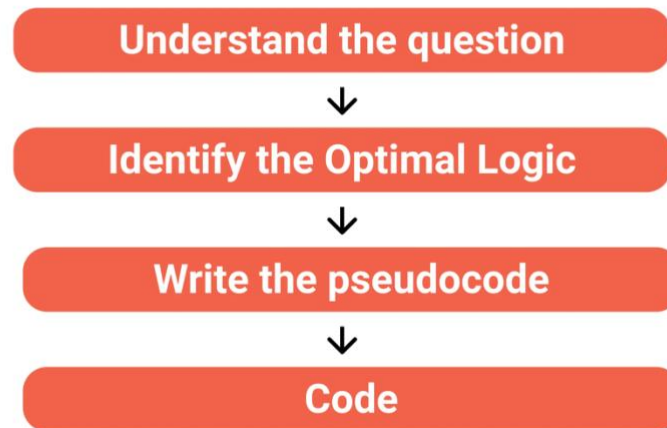 Understand the question
Identify the Optimal Logic
Write the pseudocode
Code